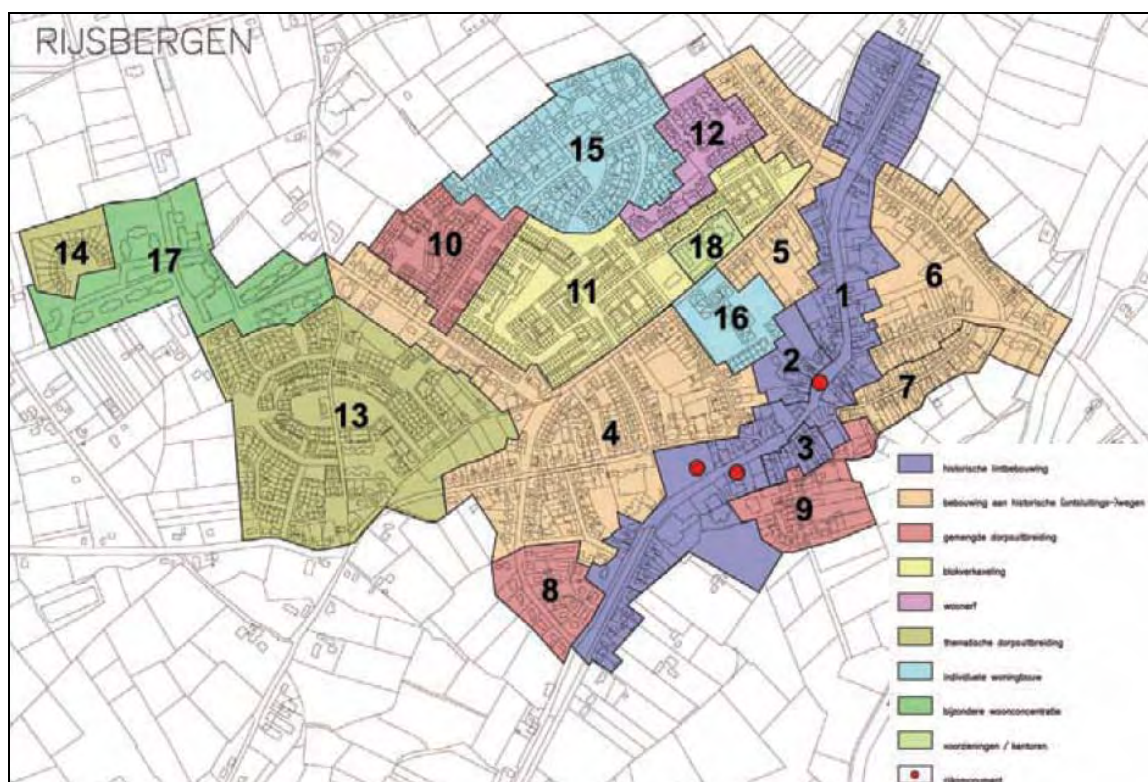 RIJSBERGEN
15
12
14
17
10
18
5
6
11
1
16
2
7
13
4
3
9
8
historische lintbebouwing
bebouwing aan historische (ontsluitings-)wegen
gemengde dorpsuitbreiding
blokverkaveling
woonerf
thematische dorpsuitbreiding
individuele woningbouw
bijzondere woonconcentratie
voorzieningen / kantoren
rijksmonument